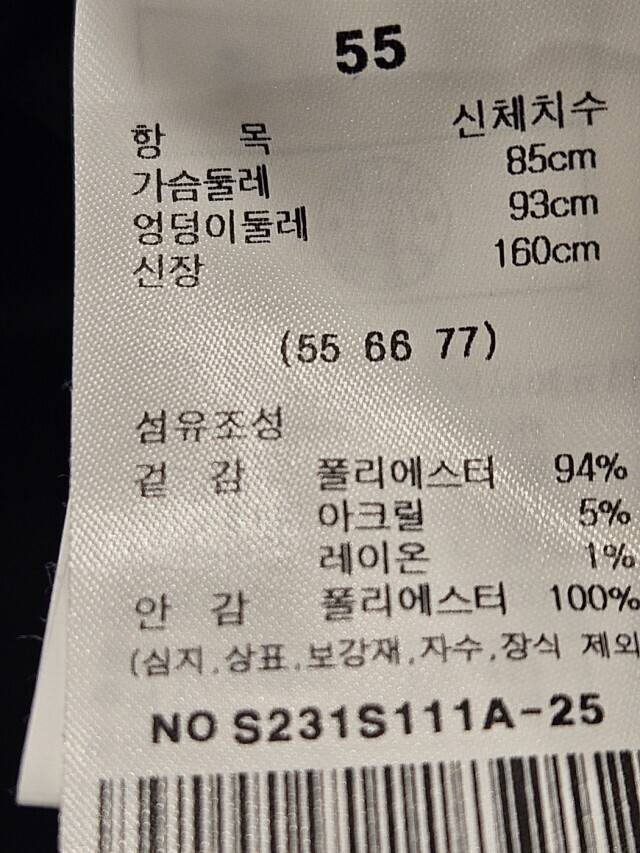 55
항 목 신체치수
가슴둘레 85cm
엉덩이둘레 93cm
신장 160cm
(55 66 77)
섬유조성
겉 감 폴리에스터 94%
아크릴 5%
레이온 1%
안 감 폴리에스터 100%
(심지,상표,보강재,자수,장식 제외
NO S231S111A-25